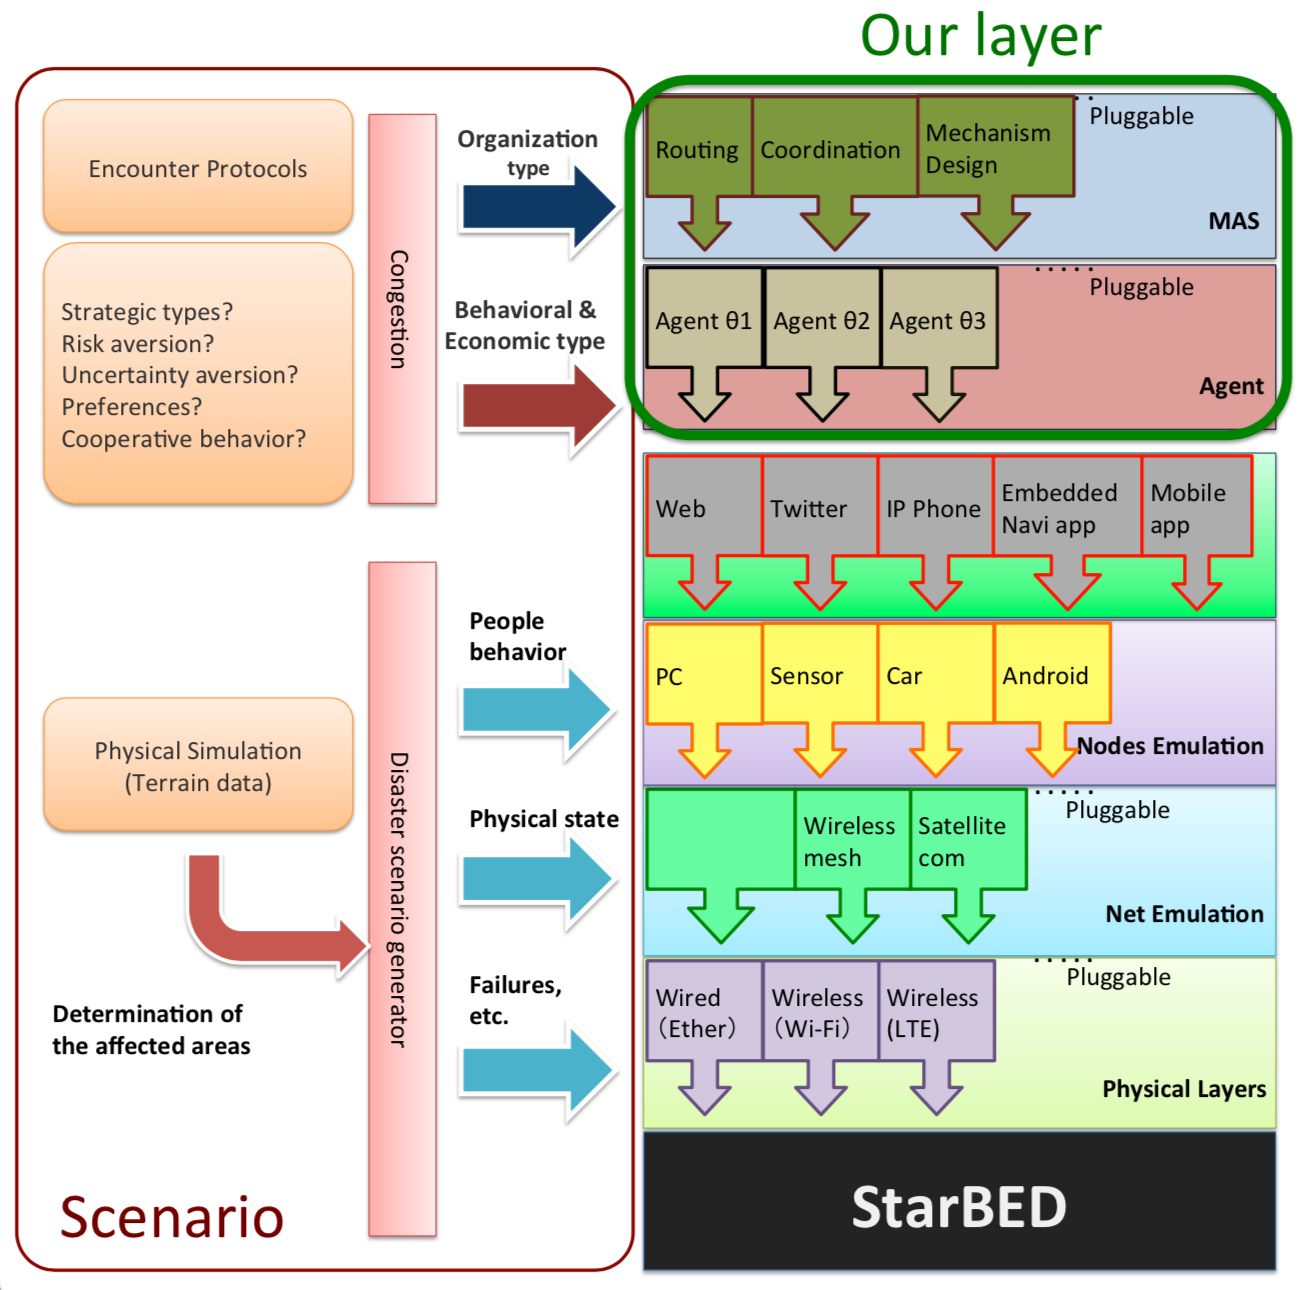 Our layer
Encounter Protocols
Strategic types?
Risk aversion?
Uncertainty aversion?
Preferences?
Cooperative behavior?
Congestion
Organization
type
Behavioral &
Economic type
Routing
Coordination
Mechanism
Design
.....
Pluggable
MAS
Agent θ1
Agent θ2
Agent θ3
.....
Pluggable
Agent
Web
Twitter
IP Phone
Embedded
Navi app
Mobile
app
Physical Simulation
(Terrain data)
Determination of
the affected areas
Disaster scenario generator
People
behavior
Physical state
Failures,
etc.
PC
Sensor
Car
Android
Nodes Emulation
Wireless
mesh
Satellite
com
.....
Pluggable
Net Emulation
Wired
（Ether）
Wireless
（Wi-Fi）
Wireless
(LTE)
.....
Pluggable
Physical Layers
Scenario
StarBED